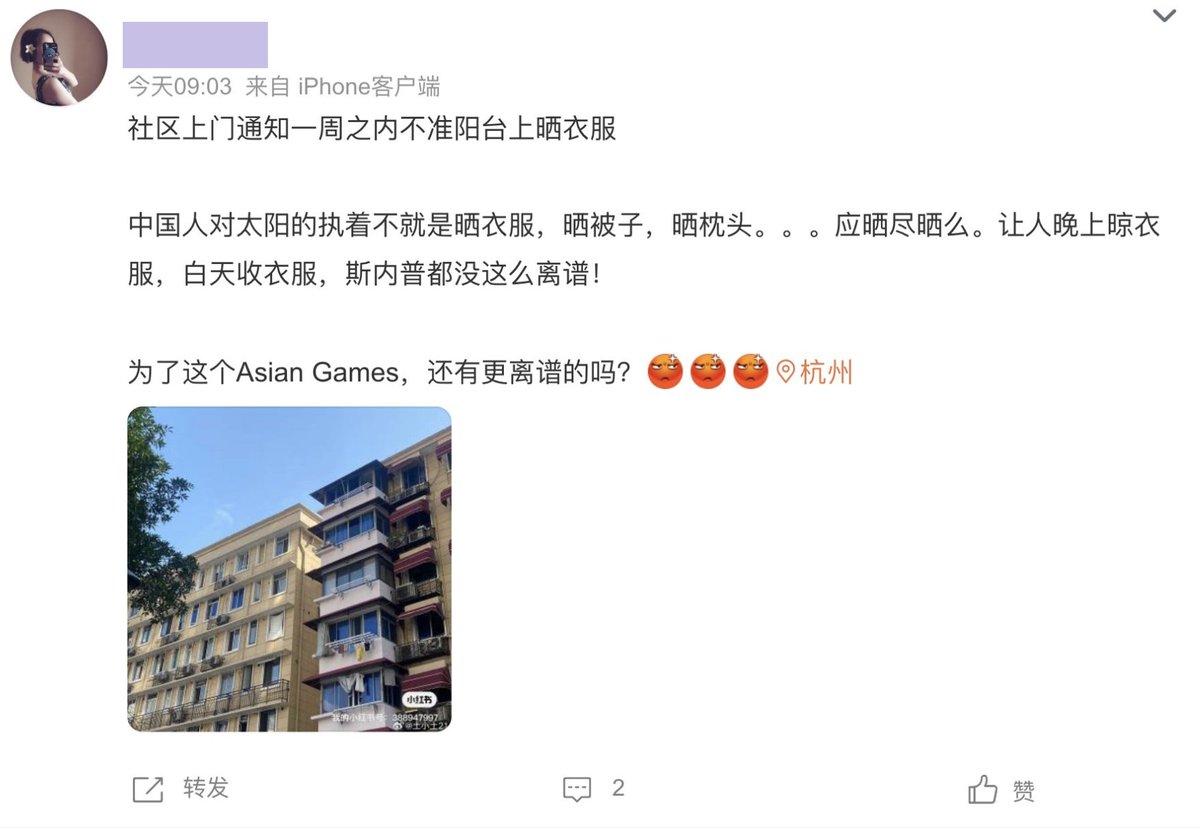 今天09:03 来自 iPhone客户端
社区上门通知一周之内不准阳台上晒衣服
中国人对太阳的执着不就是晒衣服，晒被子，晒枕头。。。应晒尽晒么。让人晚上晾衣
服，白天收衣服，斯内普都没这么离谱！
为了这个Asian Games，还有更离谱的吗？ 杭州
小红书
我的小红书号：388947997
@土小土21
转发
2
赞